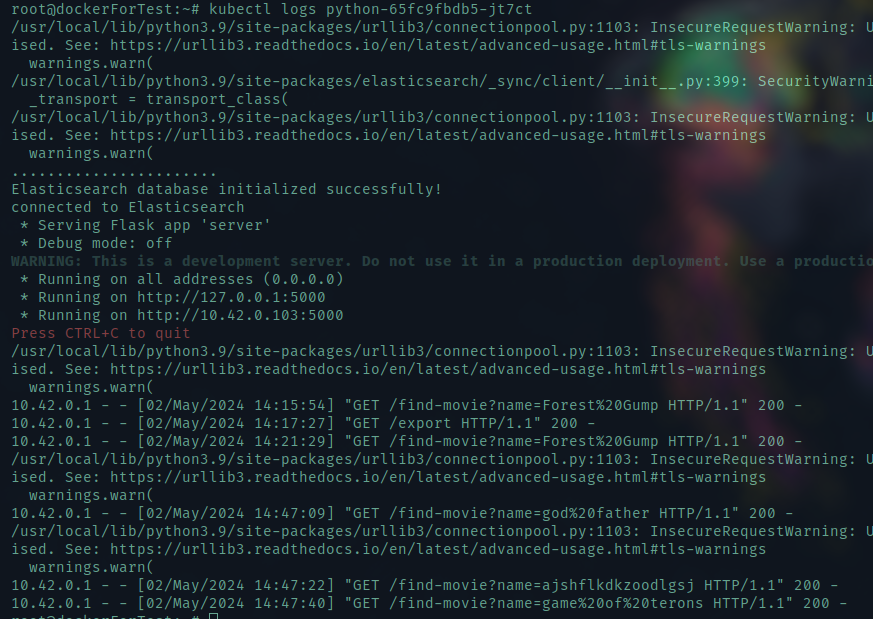 root@dockerForTest:~# kubectl logs python-65fc9fbdb5-jt7ct
/usr/local/lib/python3.9/site-packages/urllib3/connectionpool.py:1103: InsecureRequestWarning: U
ised. See: https://urllib3.readthedocs.io/en/latest/advanced-usage.html#tls-warnings
  warnings.warn(
/usr/local/lib/python3.9/site-packages/elasticsearch/_sync/client/__init__.py:399: SecurityWarni
  _transport = transport_class(
/usr/local/lib/python3.9/site-packages/urllib3/connectionpool.py:1103: InsecureRequestWarning: U
ised. See: https://urllib3.readthedocs.io/en/latest/advanced-usage.html#tls-warnings
  warnings.warn(
.......................
Elasticsearch database initialized successfully!
connected to Elasticsearch
 * Serving Flask app 'server'
 * Debug mode: off
WARNING: This is a development server. Do not use it in a production deployment. Use a productio
 * Running on all addresses (0.0.0.0)
 * Running on http://127.0.0.1:5000
 * Running on http://10.42.0.103:5000
Press CTRL+C to quit
/usr/local/lib/python3.9/site-packages/urllib3/connectionpool.py:1103: InsecureRequestWarning: U
ised. See: https://urllib3.readthedocs.io/en/latest/advanced-usage.html#tls-warnings
  warnings.warn(
10.42.0.1 - - [02/May/2024 14:15:54] "GET /find-movie?name=Forest%20Gump HTTP/1.1" 200 -
10.42.0.1 - - [02/May/2024 14:17:27] "GET /export HTTP/1.1" 200 -
10.42.0.1 - - [02/May/2024 14:21:29] "GET /find-movie?name=Forest%20Gump HTTP/1.1" 200 -
/usr/local/lib/python3.9/site-packages/urllib3/connectionpool.py:1103: InsecureRequestWarning: U
ised. See: https://urllib3.readthedocs.io/en/latest/advanced-usage.html#tls-warnings
  warnings.warn(
10.42.0.1 - - [02/May/2024 14:47:09] "GET /find-movie?name=god%20father HTTP/1.1" 200 -
/usr/local/lib/python3.9/site-packages/urllib3/connectionpool.py:1103: InsecureRequestWarning: U
ised. See: https://urllib3.readthedocs.io/en/latest/advanced-usage.html#tls-warnings
  warnings.warn(
10.42.0.1 - - [02/May/2024 14:47:22] "GET /find-movie?name=ajshflkdkzoodlgsj HTTP/1.1" 200 -
10.42.0.1 - - [02/May/2024 14:47:40] "GET /find-movie?name=game%20of%20terons HTTP/1.1" 200 -
root@dockerForTest:~#